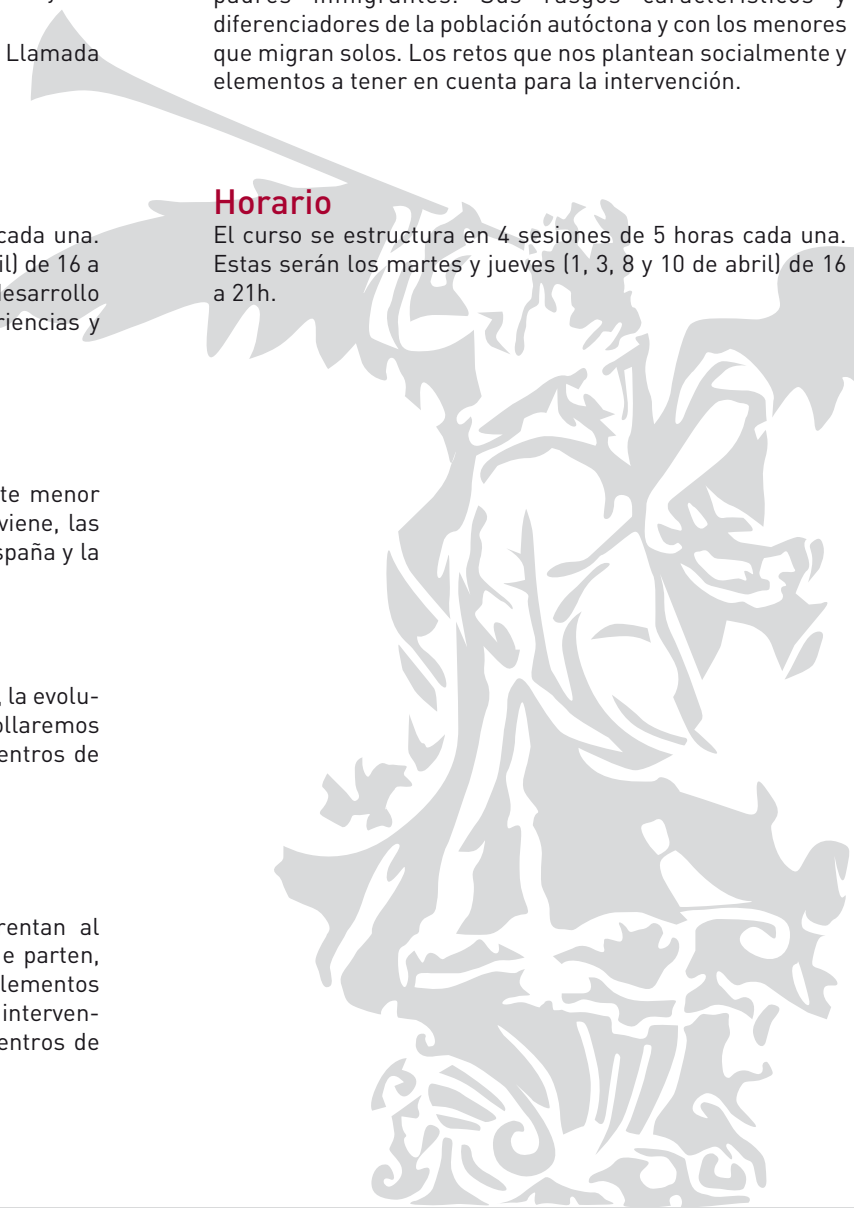 Llamada
cada una.
il) de 16 a
desarrollo
riencias y
te menor
viene, las
spaña y la
, la evolu-
ollaremos
entros de
rentan al
e parten,
lementos
interven-
entros de
diferenciadores de la población autóctona y con los menores
que migran solos. Los retos que nos plantean socialmente y
elementos a tener en cuenta para la intervención.
Horario
El curso se estructura en 4 sesiones de 5 horas cada una.
Estas serán los martes y jueves (1, 3, 8 y 10 de abril) de 16
a 21h.